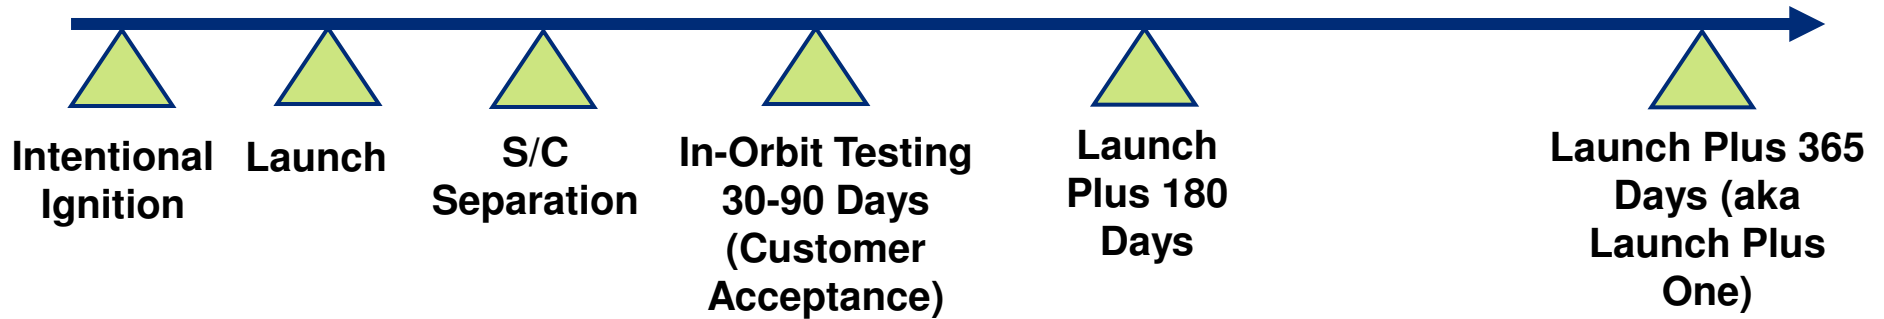 Intentional
Ignition
Launch
S/C
Separation
In-Orbit Testing
30-90 Days
(Customer
Acceptance)
Launch
Plus 180
Days
Launch Plus 365
Days (aka
Launch Plus
One)